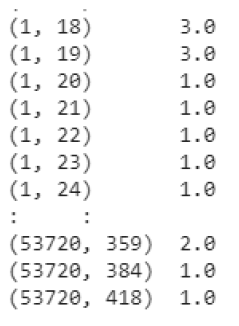 (1, 18) 3.0
(1, 19) 3.0
(1, 20) 1.0
(1, 21) 1.0
(1, 22) 1.0
(1, 23) 1.0
(1, 24) 1.0
: :
(53720, 359) 2.0
(53720, 384) 1.0
(53720, 418) 1.0